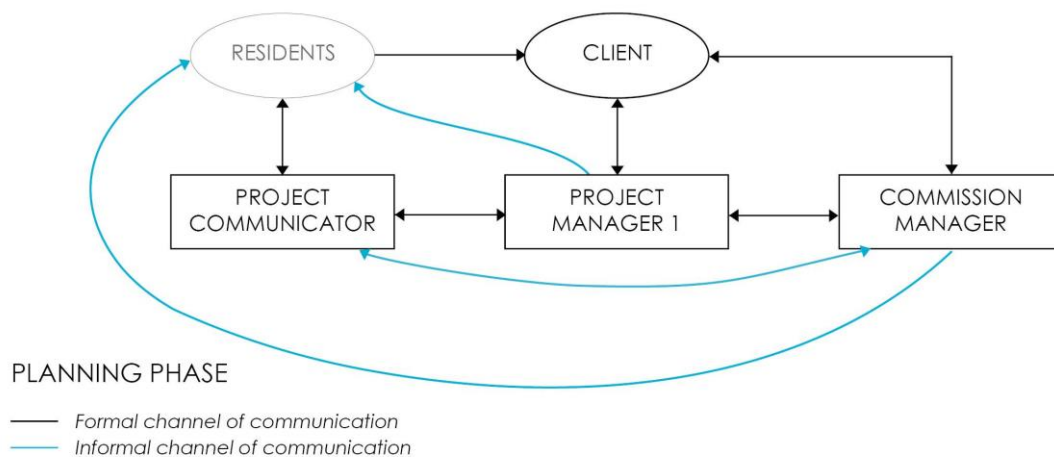 RESIDENTS
CLIENT
PROJECT
COMMUNICATOR
PROJECT
MANAGER 1
COMMISSION
MANAGER
PLANNING PHASE
Formal channel of communication
Informal channel of communication